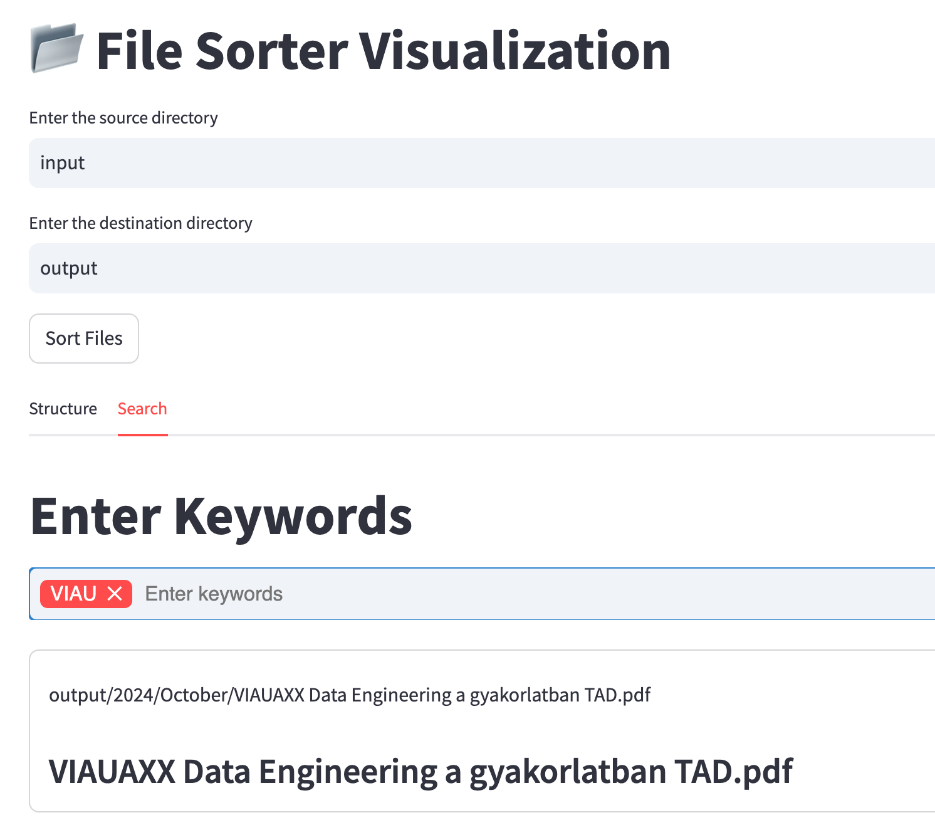 File Sorter Visualization
Enter the source directory
input
Enter the destination directory
output
Sort Files
Structure Search
Enter Keywords
VIAU Enter keywords
output/2024/October/VIAUAXX Data Engineering a gyakorlatban TAD.pdf
VIAUAXX Data Engineering a gyakorlatban TAD.pdf